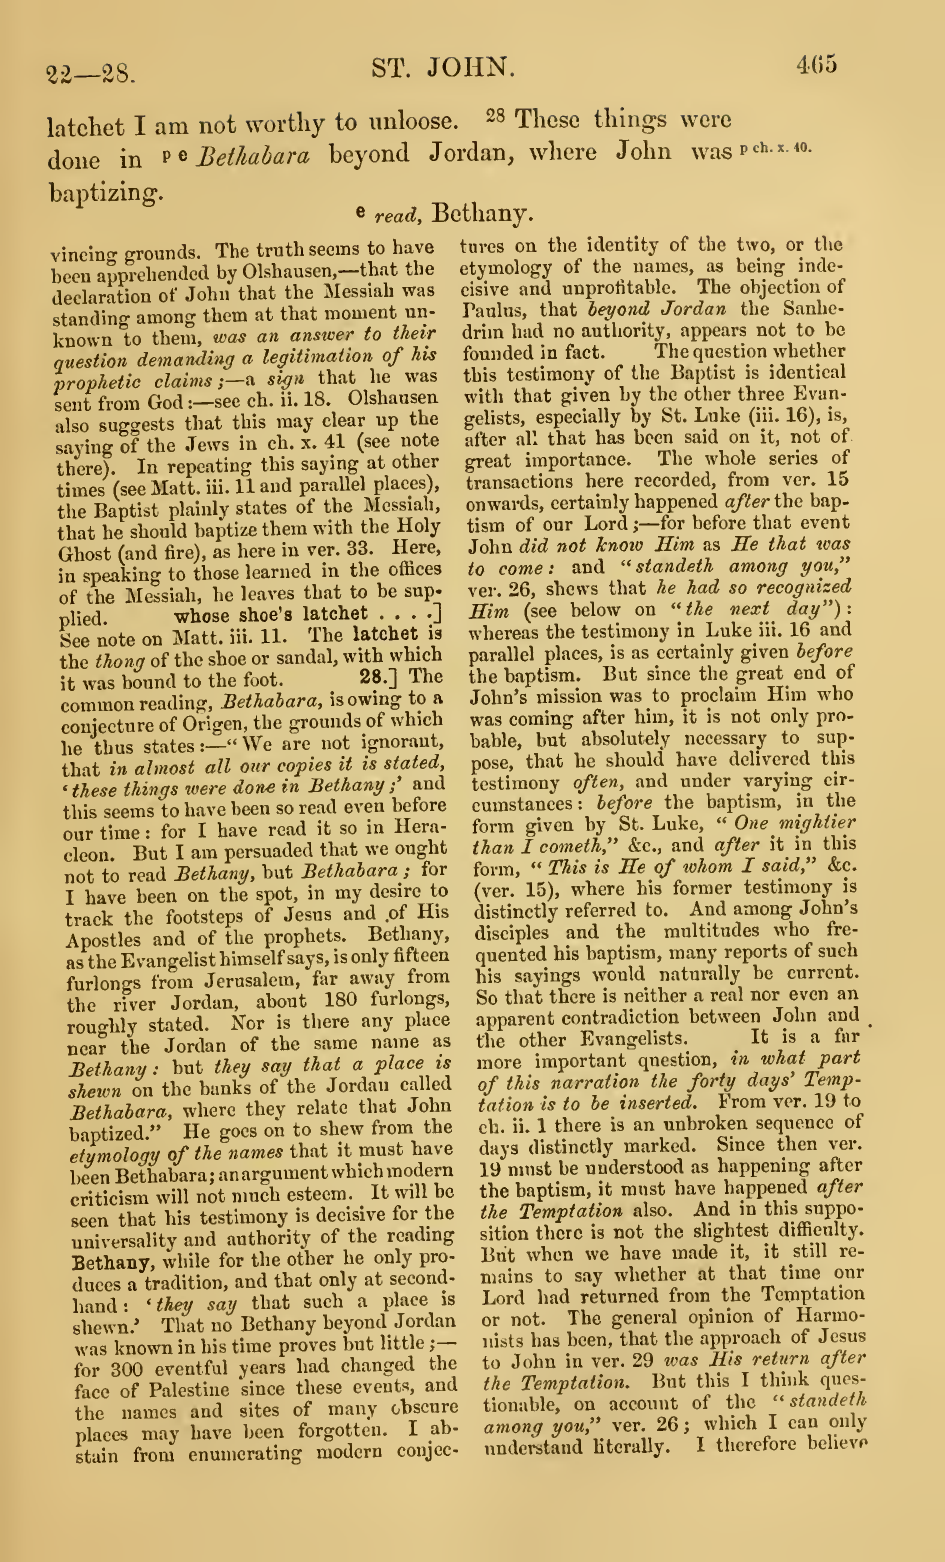 22—28.
ST. JOHN.
465
latchet I am not worthy to unloose. 28 These things were
done in p e Bethabara beyond Jordan, where John was
p ch. x. 40.
baptizing.
e read, Bethany.
vincing grounds. The truth seems to have
been apprehended by Olshausen,—that the
declaration of John that the Messiah was
standing among them at that moment un-
known to them, was an answer to their
question demanding a legitimation of his
prophetic claims;—a sign that he was
sent from God:—see ch. ii. 18. Olshausen
also suggests that this may clear up the
saying of the Jews in ch. x. 41 (see note
there). In repeating this saying at other
times (see Matt. iii. 11 and parallel places),
the Baptist plainly states of the Messiah,
that he should baptize them with the Holy
Ghost (and fire), as here in ver. 33. Here,
in speaking to those learned in the offices
of the Messiah, he leaves that to be sup-
plied. whose shoe's latchet . . . .]
See note on Matt. iii. 11. The latchet is
the thong of the shoe or sandal, with which
it was bound to the foot. 28.] The
common reading, Bethabara, is owing to a
conjecture of Origen, the grounds of which
he thus states:—"We are not ignorant,
that in almost all our copies it is stated,
'these things were done in Bethany;' and
this seems to have been so read even before
our time: for I have read it so in Hera-
cleon. But I am persuaded that we ought
not to read Bethany, but Bethabara; for
I have been on the spot, in my desire to
track the footsteps of Jesus and of His
Apostles and of the prophets. Bethany,
as the Evangelist himself says, is only fifteen
furlongs from Jerusalem, far away from
the river Jordan, about 180 furlongs,
roughly stated. Nor is there any place
near the Jordan of the same name as
Bethany: but they say that a place is
shewn on the banks of the Jordan called
Bethabara, where they relate that John
baptized." He goes on to shew from the
etymology of the names that it must have
been Bethabara; an argument which modern
criticism will not much esteem. It will be
seen that his testimony is decisive for the
universality and authority of the reading
Bethany, while for the other he only pro-
duces a tradition, and that only at second-
hand: 'they say that such a place is
shewn.' That no Bethany beyond Jordan
was known in his time proves but little;—
for 300 eventful years had changed the
face of Palestine since these events, and
the names and sites of many obscure
places may have been forgotten. I ab-
stain from enumerating modern conjec-
tures on the identity of the two, or the
etymology of the names, as being inde-
cisive and unprofitable. The objection of
Paulus, that beyond Jordan the Sanhe-
drim had no authority, appears not to be
founded in fact. The question whether
this testimony of the Baptist is identical
with that given by the other three Evan-
gelists, especially by St. Luke (iii. 16), is,
after all that has been said on it, not of
great importance. The whole series of
transactions here recorded, from ver. 15
onwards, certainly happened after the bap-
tism of our Lord;—for before that event
John did not know Him as He that was
to come: and "standeth among you,"
ver. 26, shews that he had so recognized
Him (see below on "the next day"):
whereas the testimony in Luke iii. 16 and
parallel places, is as certainly given before
the baptism. But since the great end of
John's mission was to proclaim Him who
was coming after him, it is not only pro-
bable, but absolutely necessary to sup-
pose, that he should have delivered this
testimony often, and under varying cir-
cumstances: before the baptism, in the
form given by St. Luke, "One mightier
than I cometh," &c., and after it in this
form, "This is He of whom I said," &c.
(ver. 15), where his former testimony is
distinctly referred to. And among John's
disciples and the multitudes who fre-
quented his baptism, many reports of such
his sayings would naturally be current.
So that there is neither a real nor even an
apparent contradiction between John and
the other Evangelists. It is a far
more important question, in what part
of this narration the forty days' Temp-
tation is to be inserted. From ver. 19 to
ch. ii. 1 there is an unbroken sequence of
days distinctly marked. Since then ver.
19 must be understood as happening after
the baptism, it must have happened after
the Temptation also. And in this suppo-
sition there is not the slightest difficulty.
But when we have made it, it still re-
mains to say whether at that time our
Lord had returned from the Temptation
or not. The general opinion of Harmo-
nists has been, that the approach of Jesus
to John in ver. 29 was His return after
the Temptation. But this I think ques-
tionable, on account of the "standeth
among you," ver. 26; which I can only
understand literally. I therefore believe